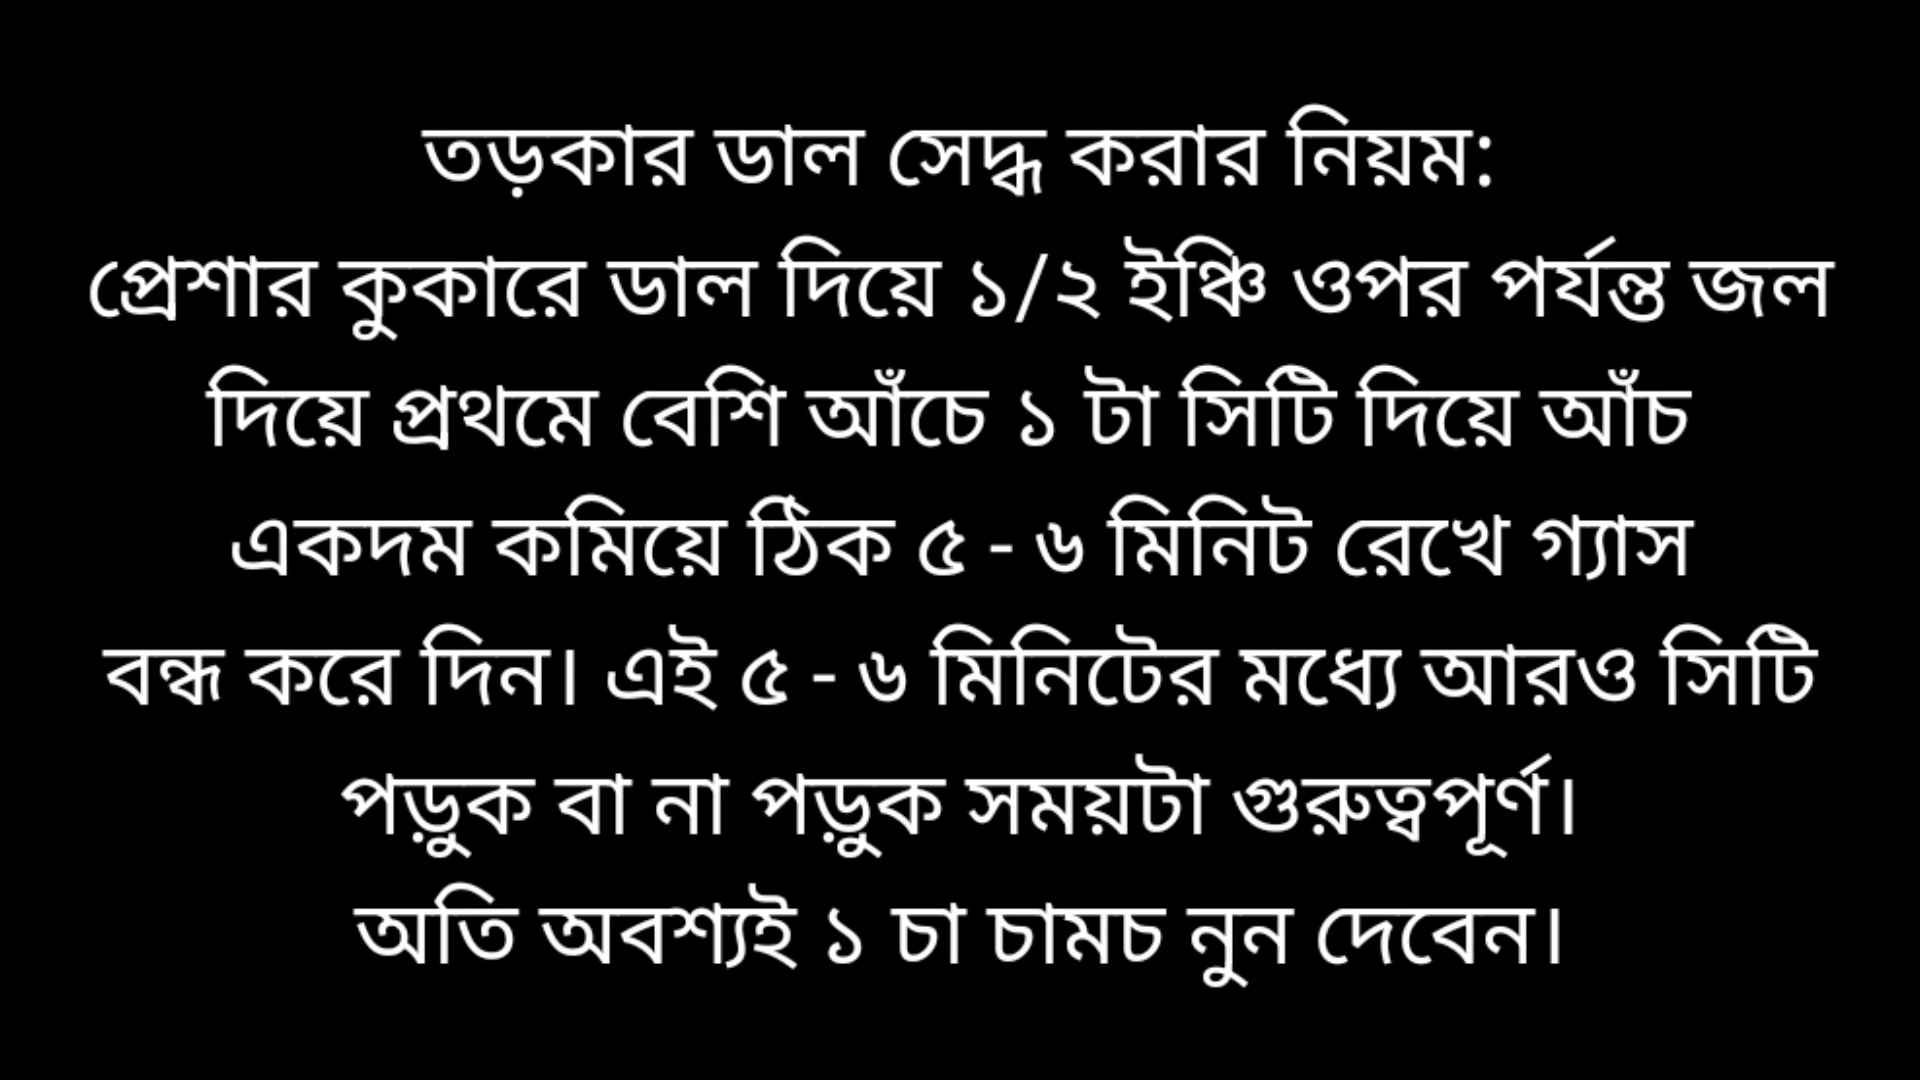 তড়কার ডাল সেদ্ধ করার নিয়ম:
প্রেশার কুকারে ডাল দিয়ে ১/২ ইঞ্চি ওপর পর্যন্ত জল
দিয়ে প্রথমে বেশি আঁচে ১ টা সিটি দিয়ে আঁচ
একদম কমিয়ে ঠিক ৫ - ৬ মিনিট রেখে গ্যাস
বন্ধ করে দিন। এই ৫ - ৬ মিনিটের মধ্যে আরও সিটি
পড়ুক বা না পড়ুক সময়টা গুরুত্বপূর্ণ।
অতি অবশ্যই ১ চা চামচ নুন দেবেন।